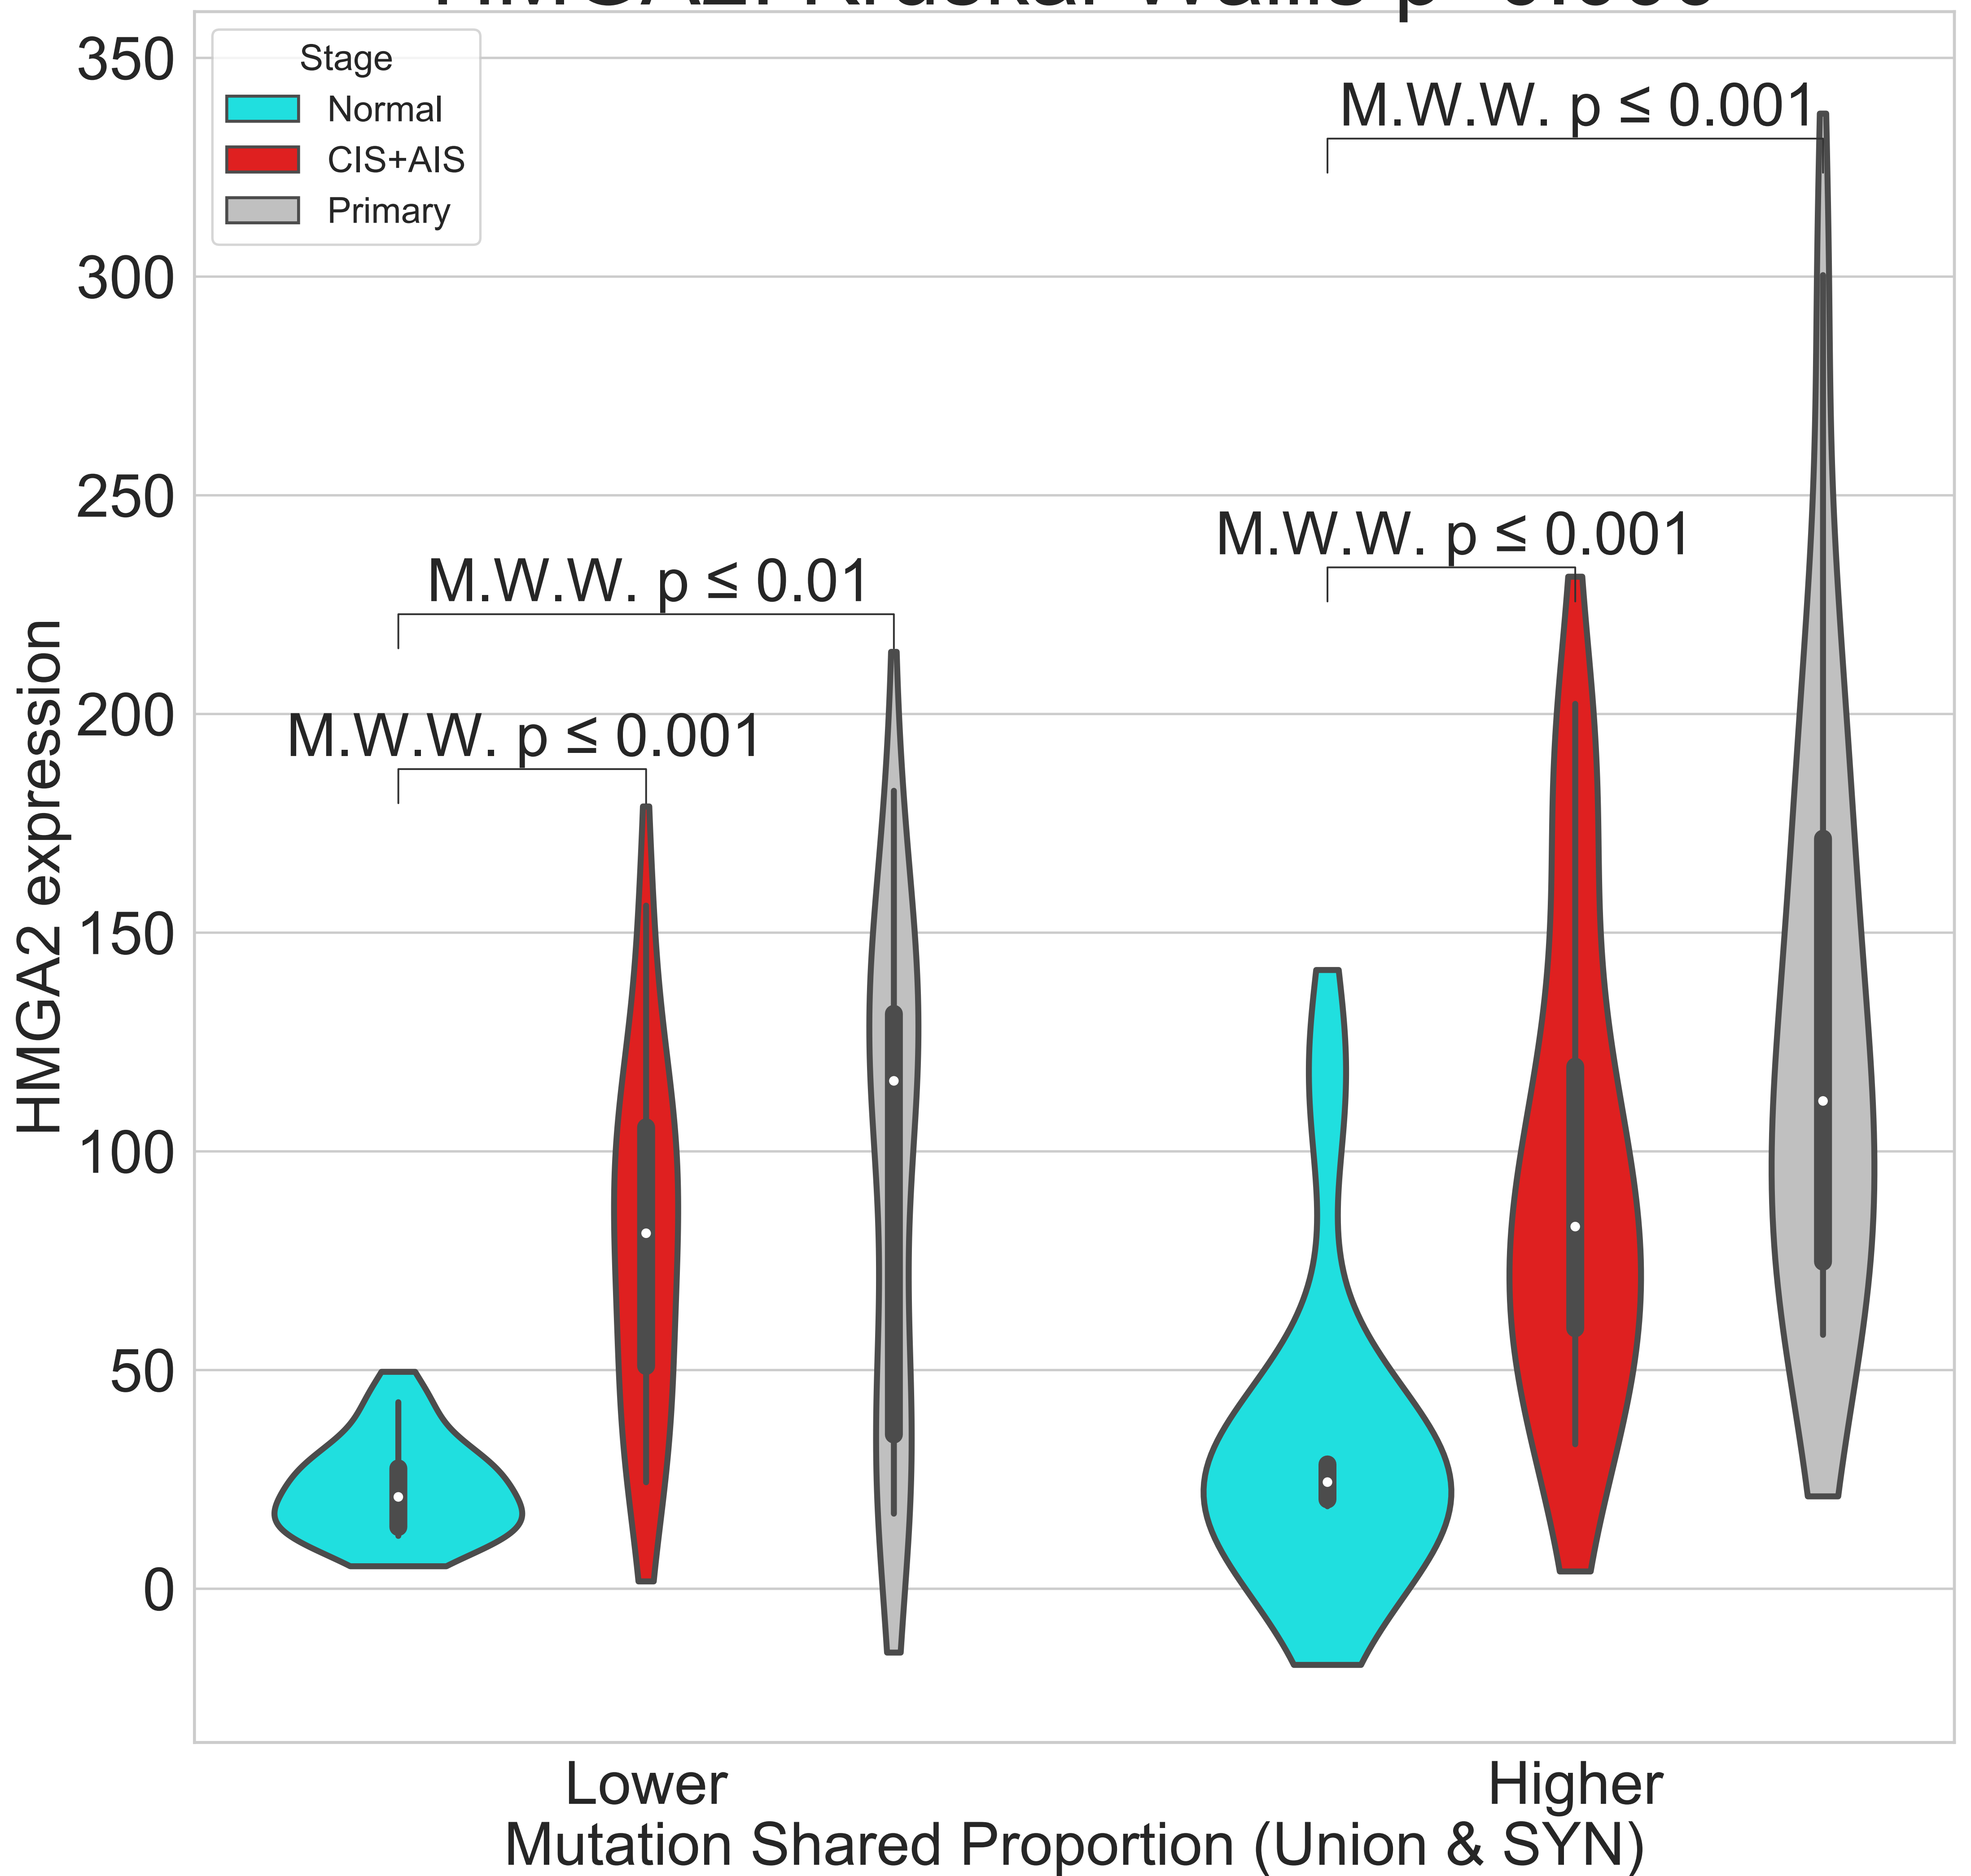 350
300
250
200
150
100
50
0
HMGA2 expression
Stage
Normal
CIS+AIS
Primary
M.W.W. p ≤ 0.001
M.W.W. p ≤ 0.001
M.W.W. p ≤ 0.01
M.W.W. p ≤ 0.001
Lower
Higher
Mutation Shared Proportion (Union & SYN)